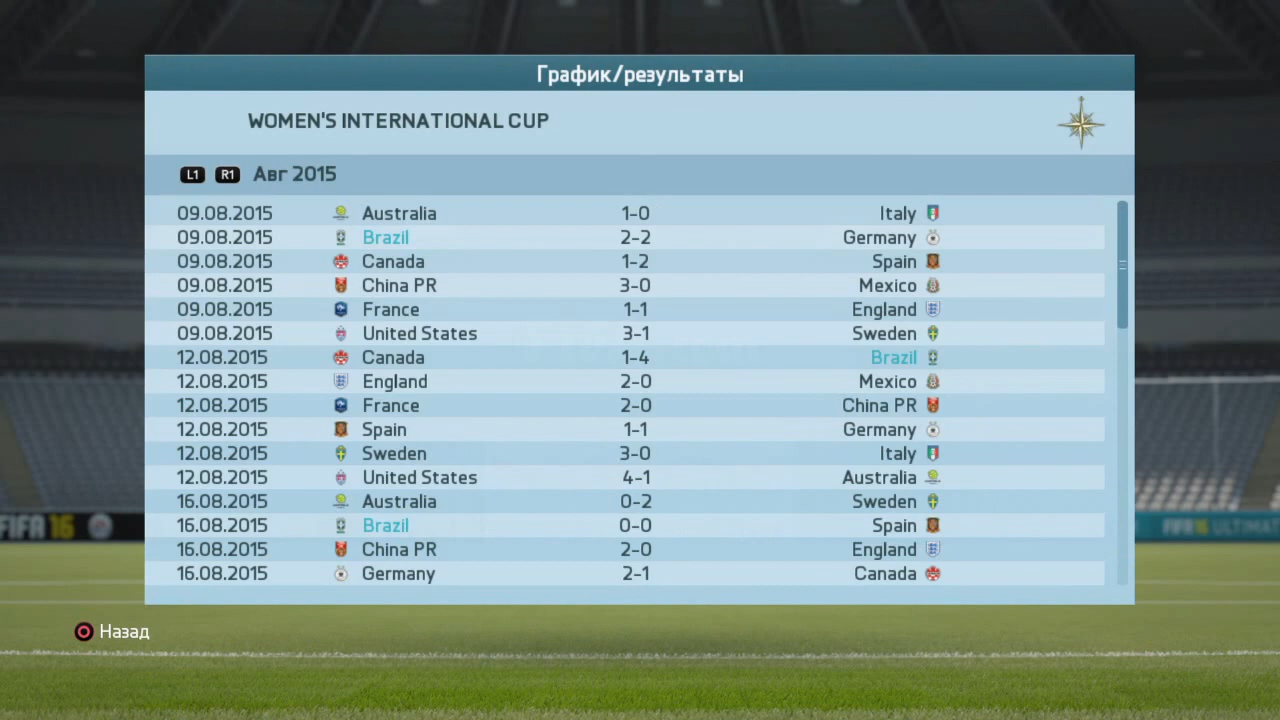 График/результаты
WOMEN'S INTERNATIONAL CUP
L1 R1 Авг 2015
09.08.2015 Australia 1-0 Italy
09.08.2015 Brazil 2-2 Germany
09.08.2015 Canada 1-2 Spain
09.08.2015 China PR 3-0 Mexico
09.08.2015 France 1-1 England
09.08.2015 United States 3-1 Sweden
12.08.2015 Canada 1-4 Brazil
12.08.2015 England 2-0 Mexico
12.08.2015 France 2-0 China PR
12.08.2015 Spain 1-1 Germany
12.08.2015 Sweden 3-0 Italy
12.08.2015 United States 4-1 Australia
16.08.2015 Australia 0-2 Sweden
16.08.2015 Brazil 0-0 Spain
16.08.2015 China PR 2-0 England
16.08.2015 Germany 2-1 Canada
FIFA 16
FIFA 16 ULTIMAT
Назад